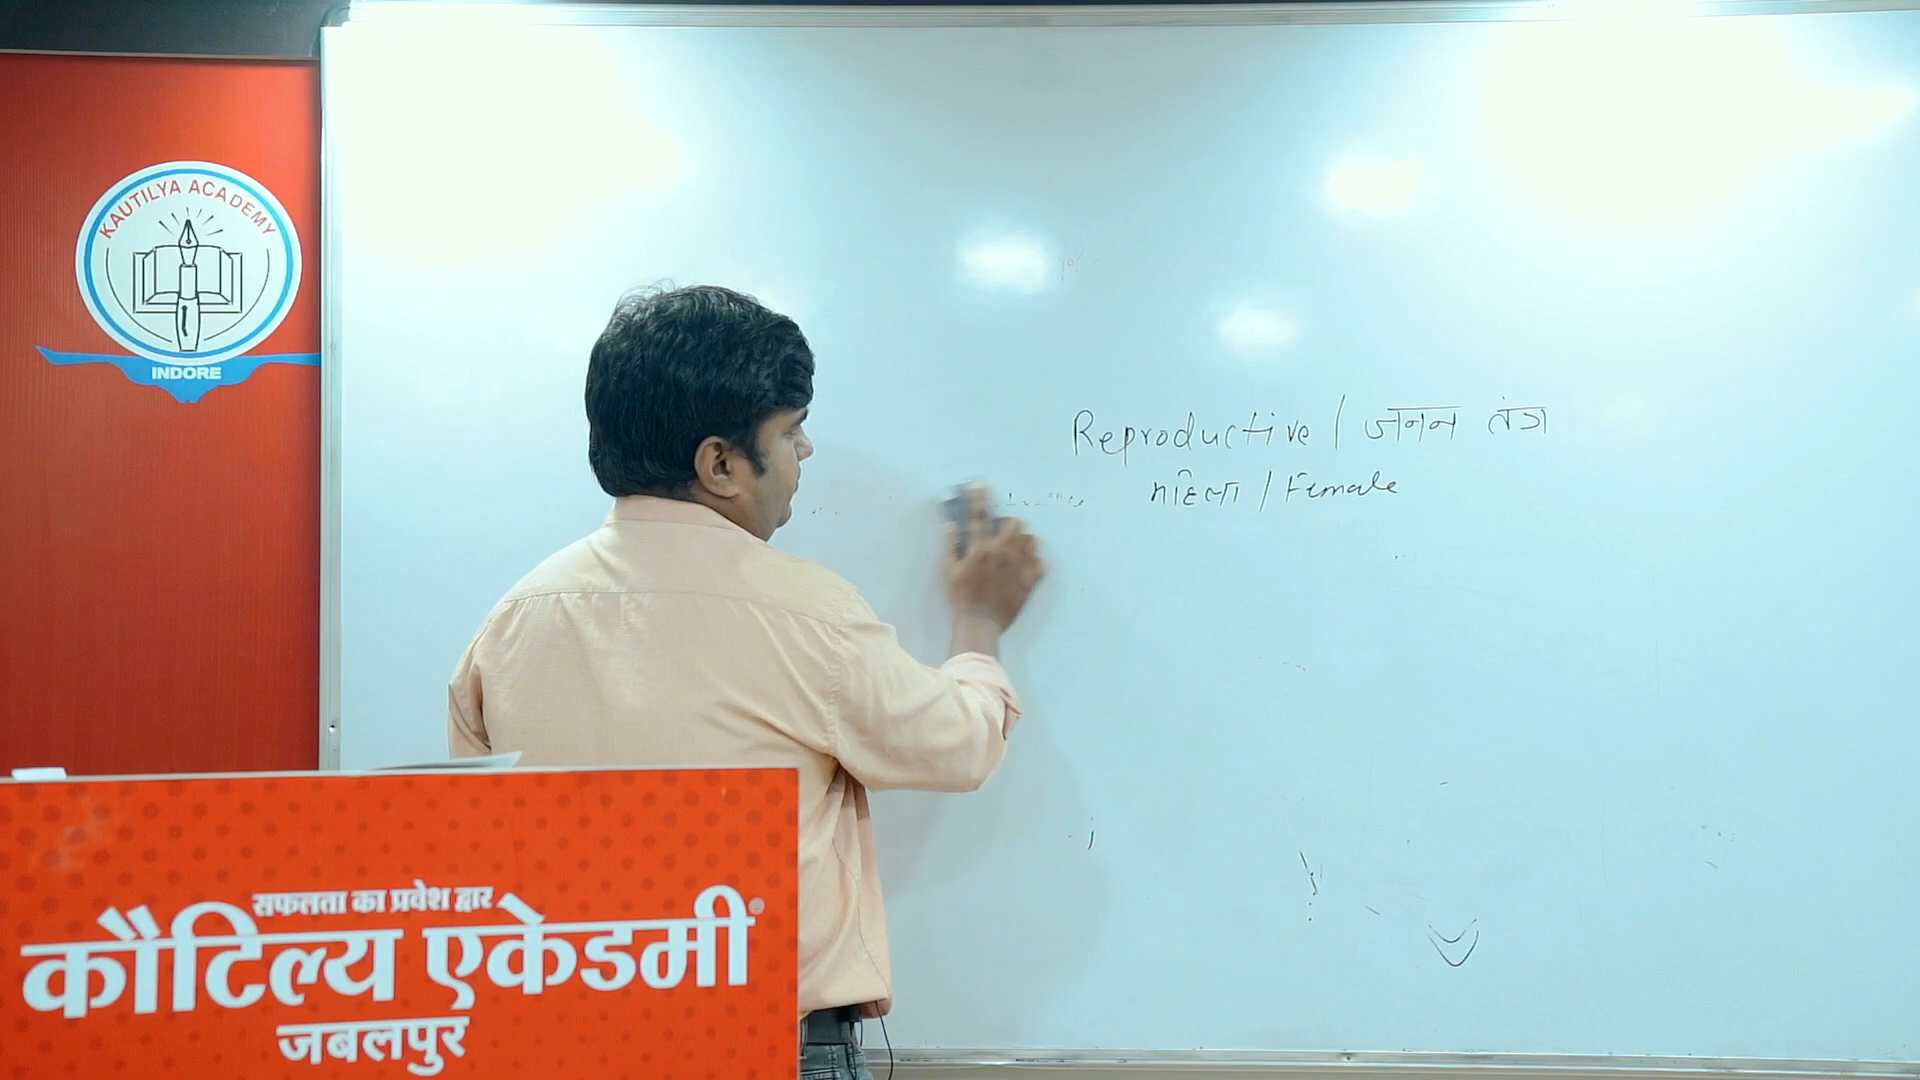 KAUTILYA ACADEMY
INDORE
Reproductive / जनन तंत्र
महिला / Female
सफलता का प्रवेश द्वार
कौटिल्य एकेडमी
जबलपुर